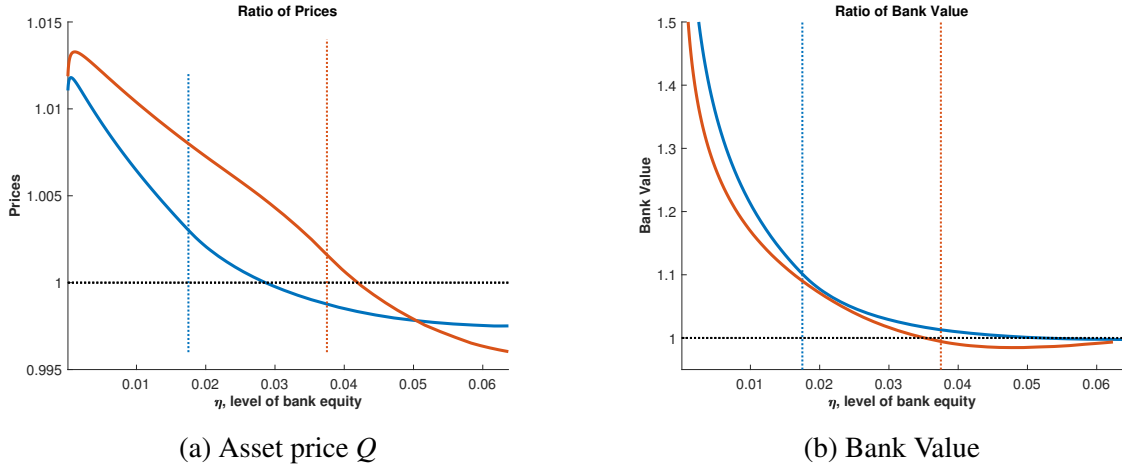 Ratio of Prices
1.015
1.01
1.005
1
0.995
Prices
0.01 0.02 0.03 0.04 0.05 0.06
η, level of bank equity
(a) Asset price Q
Ratio of Bank Value
1.5
1.4
1.3
1.2
1.1
1
Bank Value
0.01 0.02 0.03 0.04 0.05 0.06
η, level of bank equity
(b) Bank Value